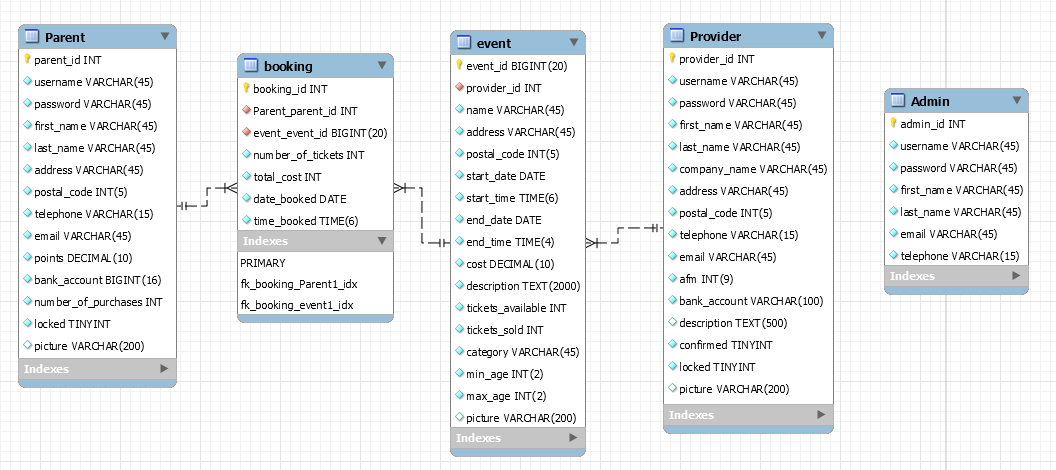 Parent
parent_id INT
username VARCHAR(45)
password VARCHAR(45)
first_name VARCHAR(45)
last_name VARCHAR(45)
address VARCHAR(45)
postal_code INT(5)
telephone VARCHAR(15)
email VARCHAR(45)
points DECIMAL(10)
bank_account BIGINT(16)
number_of_purchases INT
locked TINYINT
picture VARCHAR(200)
Indexes
booking
booking_id INT
Parent_parent_id INT
event_event_id BIGINT(20)
number_of_tickets INT
total_cost INT
date_booked DATE
time_booked TIME(6)
Indexes
PRIMARY
fk_booking_Parent1_idx
fk_booking_event1_idx
event
event_id BIGINT(20)
provider_id INT
name VARCHAR(45)
address VARCHAR(45)
postal_code INT(5)
start_date DATE
start_time TIME(6)
end_date DATE
end_time TIME(4)
cost DECIMAL(10)
description TEXT(2000)
tickets_available INT
tickets_sold INT
category VARCHAR(45)
min_age INT(2)
max_age INT(2)
picture VARCHAR(200)
Indexes
Provider
provider_id INT
username VARCHAR(45)
password VARCHAR(45)
first_name VARCHAR(45)
last_name VARCHAR(45)
company_name VARCHAR(45)
address VARCHAR(45)
postal_code INT(5)
telephone VARCHAR(15)
email VARCHAR(45)
afm INT(9)
bank_account VARCHAR(100)
description TEXT(500)
confirmed TINYINT
locked TINYINT
picture VARCHAR(200)
Indexes
Admin
admin_id INT
username VARCHAR(45)
password VARCHAR(45)
first_name VARCHAR(45)
last_name VARCHAR(45)
email VARCHAR(45)
telephone VARCHAR(15)
Indexes